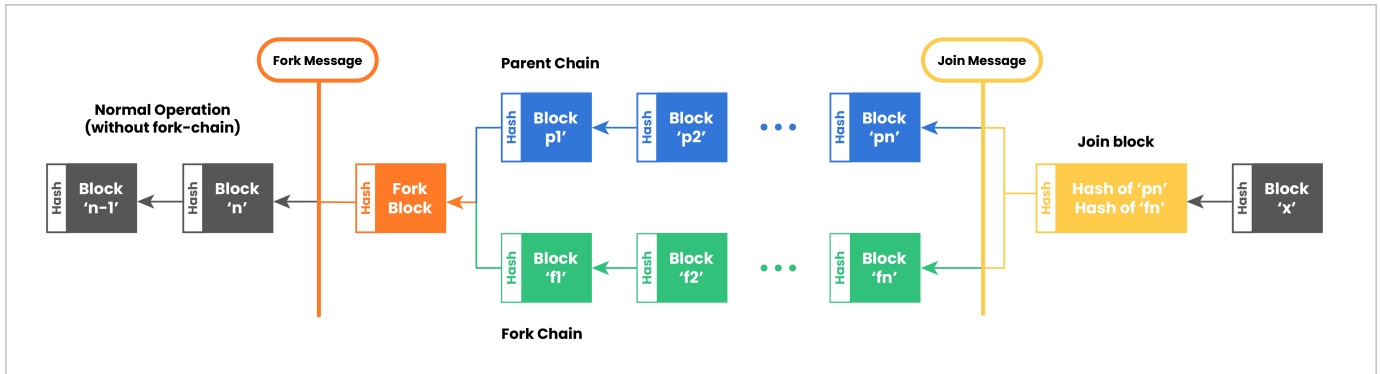 Fork Message
Join Message
Parent Chain
Normal Operation
(without fork-chain)
Join block
Hash
Block
‘n-1’
Hash
Block
‘n’
Hash
Fork
Block
Hash
Block
p1’
Hash
Block
‘p2’
Hash
Block
‘pn’
Hash
Block
‘f1’
Hash
Block
‘f2’
Hash
Block
‘fn’
Hash
Hash of ‘pn’
Hash of ‘fn’
Hash
Block
‘x’
Fork Chain